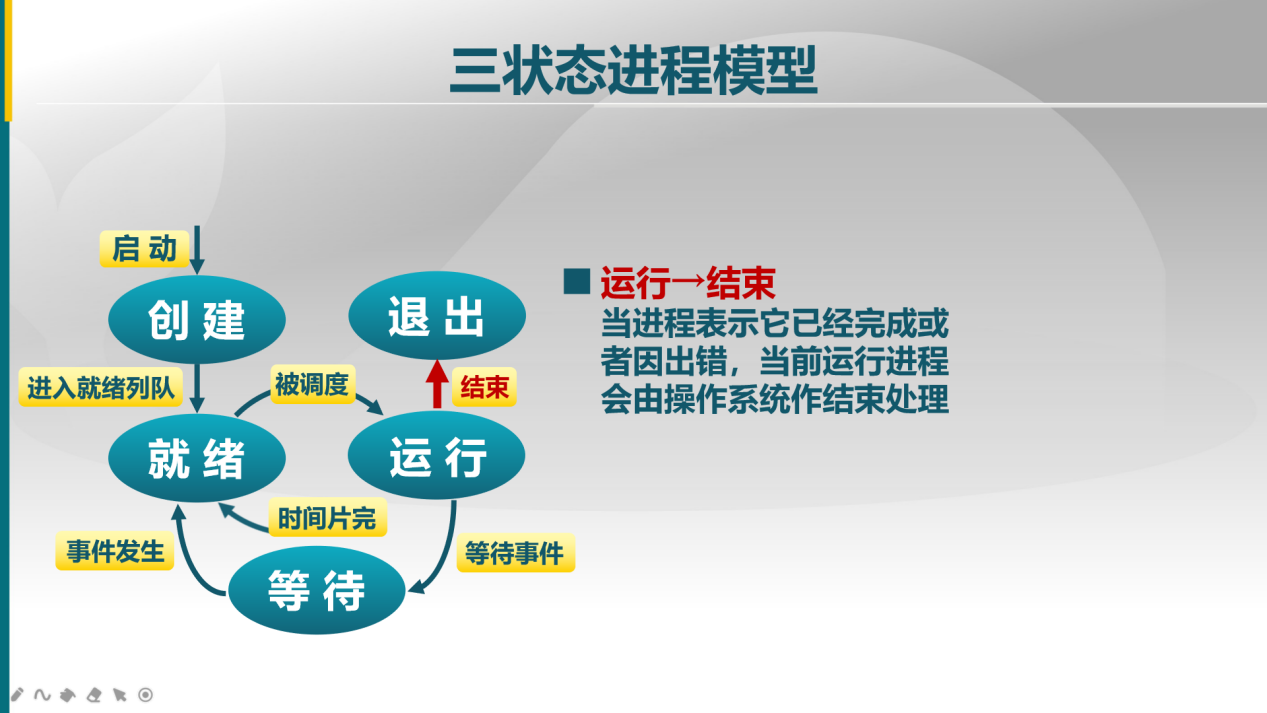 三状态进程模型
启 动
创 建
退 出
进入就绪列队
被调度
结束
就 绪
运 行
时间片完
事件发生
等待事件
等 待
运行→结束
当进程表示它已经完成或
者因出错，当前运行进程
会由操作系统作结束处理